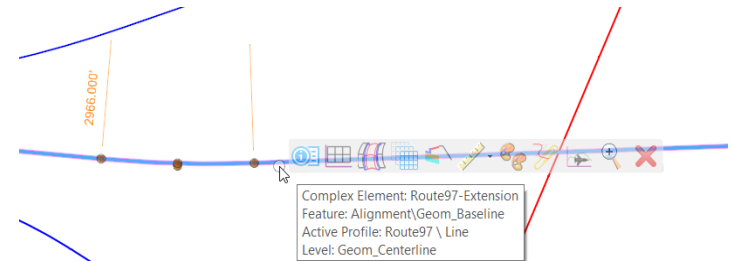 2966.000'
Complex Element: Route97-Extension
Feature: Alignment\Geom_Baseline
Active Profile: Route97 \ Line
Level: Geom_Centerline